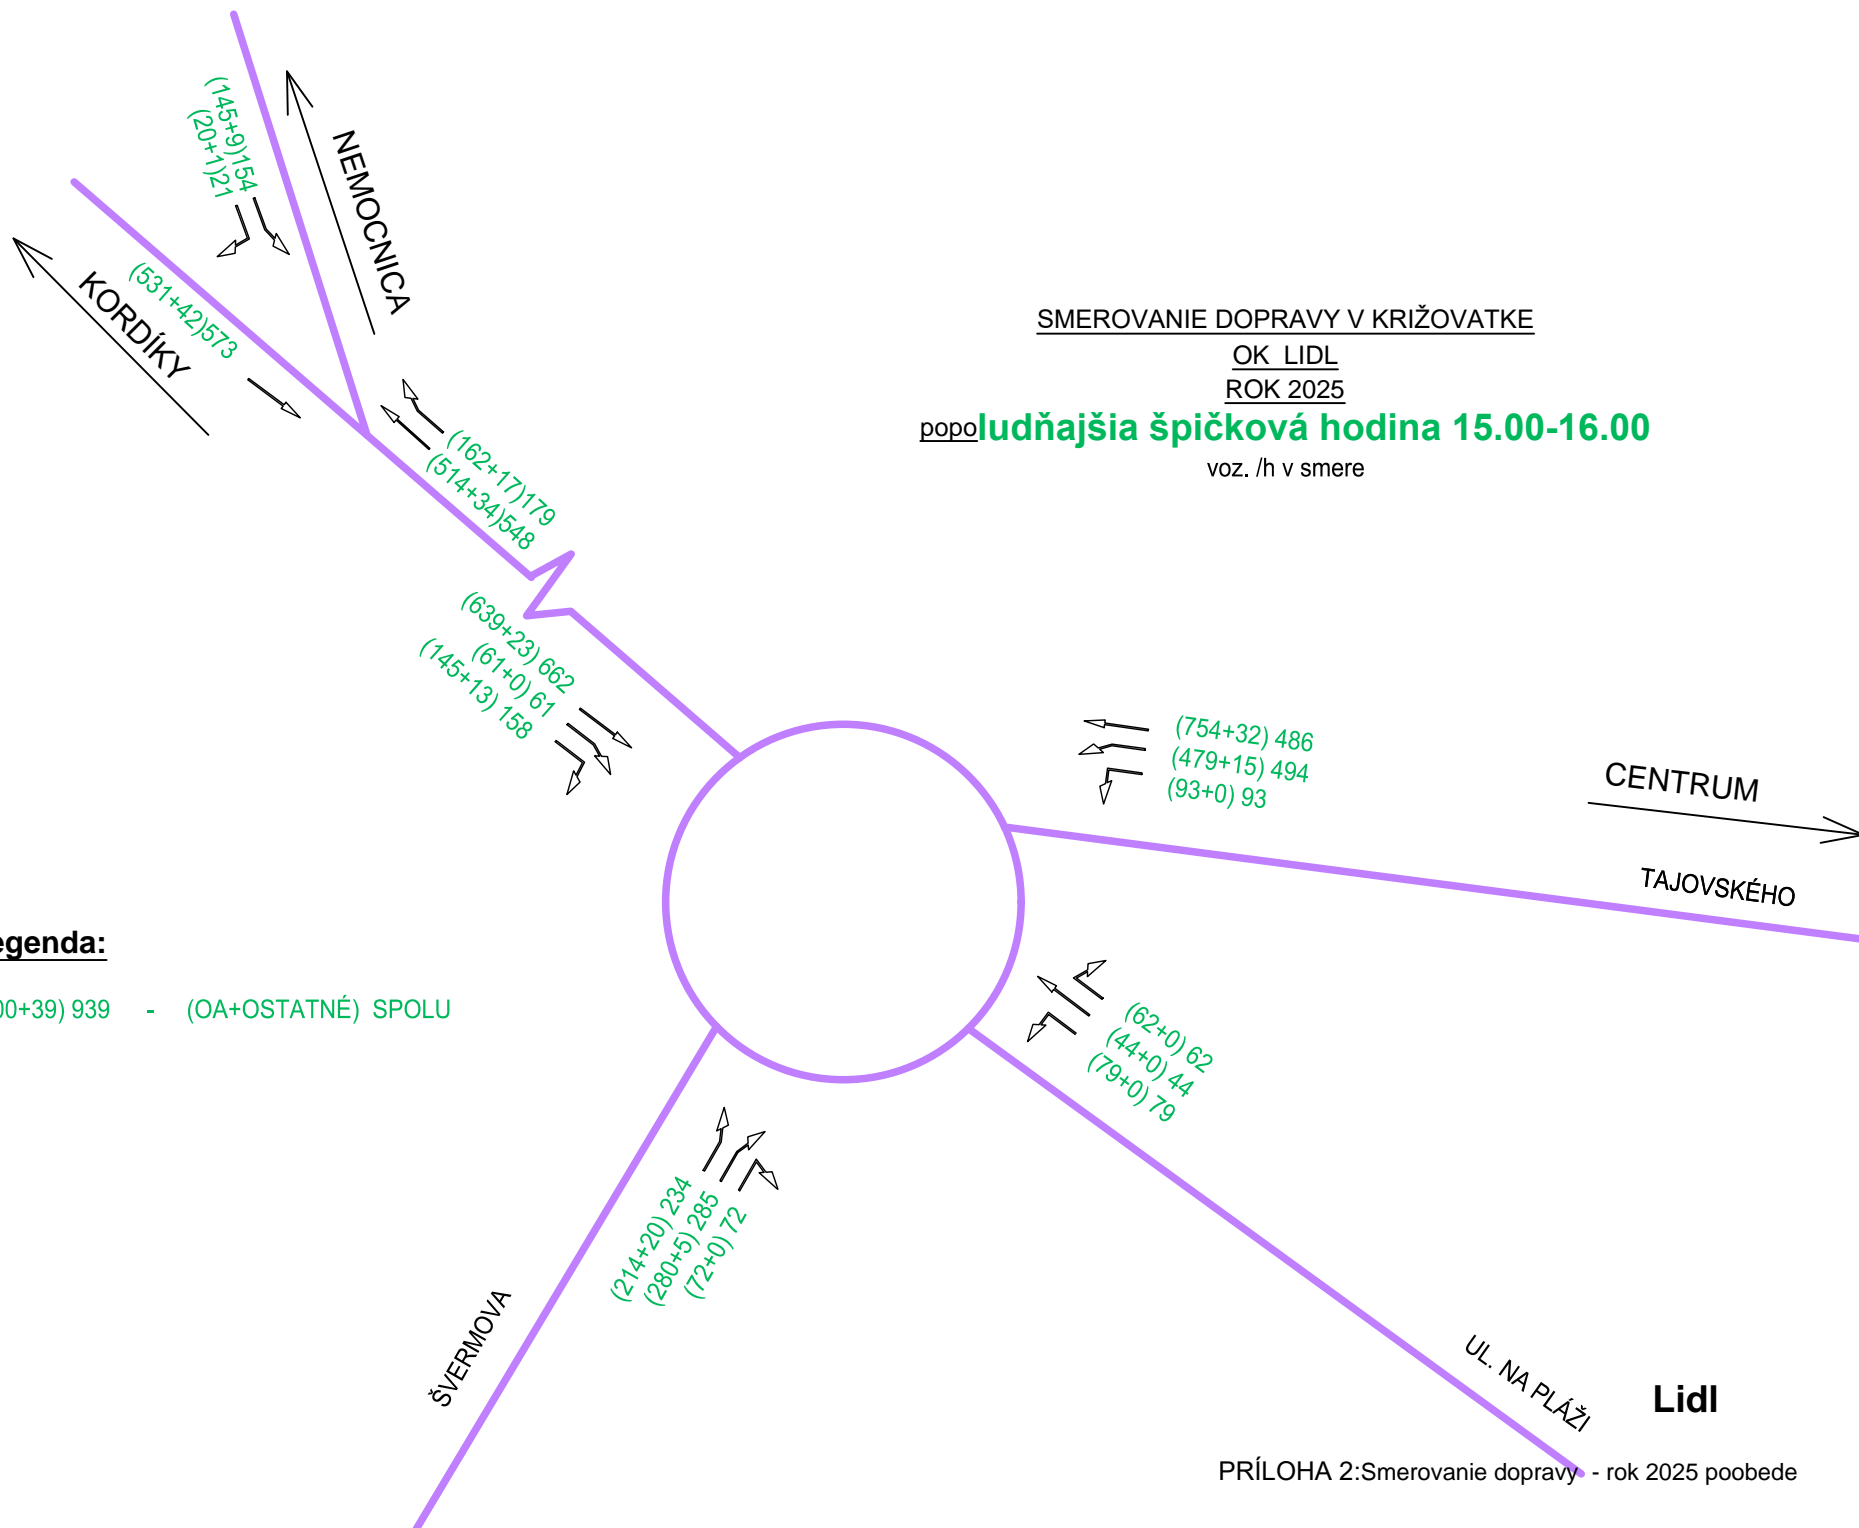 (145+9)154
(20+1)21
NEMOCNICA
KORDÍKY
(531+42)573
SMEROVANIE DOPRAVY V KRIŽOVATKE
OK LIDL
ROK 2025
popoludňajšia špičková hodina 15.00-16.00
voz. /h v smere
(162+17)179
(514+34)548
(639+23) 662
(61+0) 61
(145+13) 158
(754+32) 486
(479+15) 494
(93+0) 93
CENTRUM
TAJOVSKÉHO
egenda:
00+39) 939 - (OA+OSTATNÉ) SPOLU
(62+0) 62
(44+0) 44
(79+0) 79
(214+20) 234
(280+5) 285
(72+0) 72
ŠVERMOVA
UL. NA PLÁŽI
Lidl
PRÍLOHA 2:Smerovanie dopravy - rok 2025 poobede